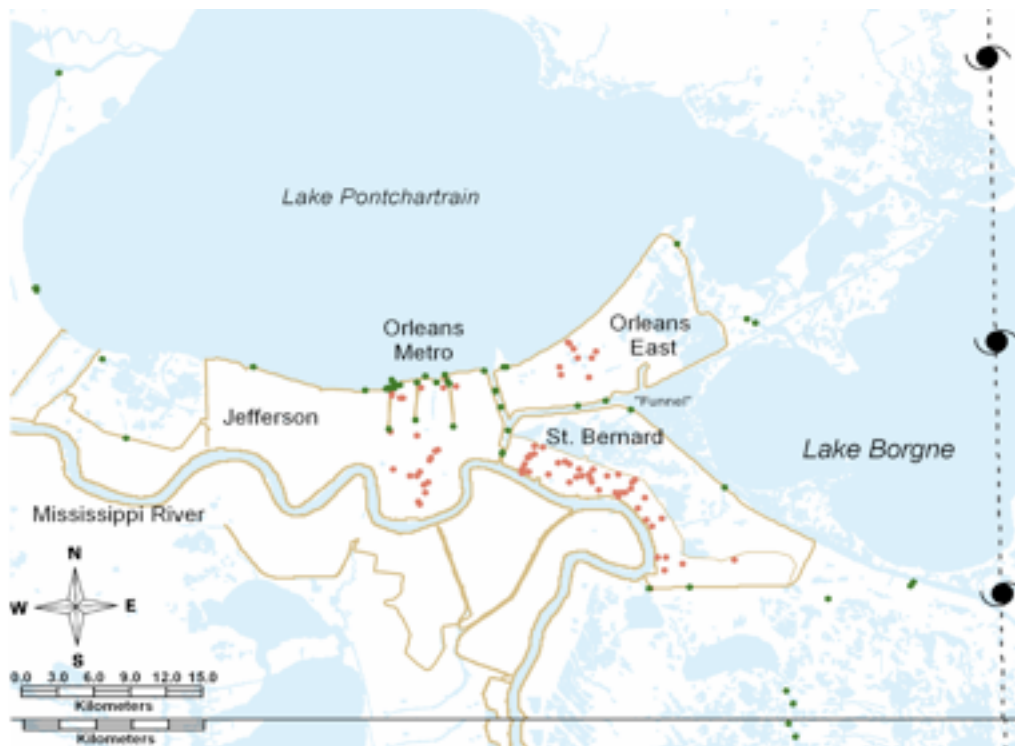 Lake Pontchartrain
Orleans
Metro
Orleans
East
"Funnel"
Jefferson
St. Bernard
Lake Borgne
Mississippi River
N
W E
S
0.0 3.0 6.0 9.0 12.0 15.0
Kilometers
Kilometers